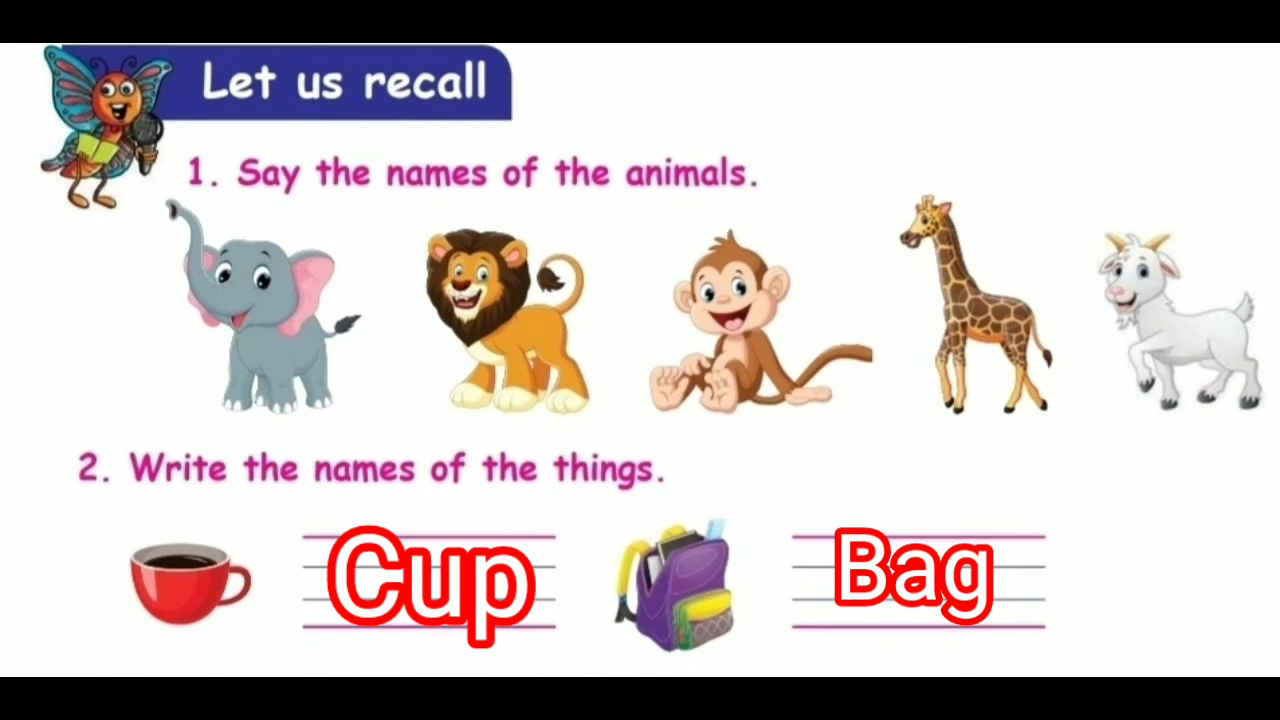 Let us recall
1. Say the names of the animals.
2. Write the names of the things.
Cup Bag